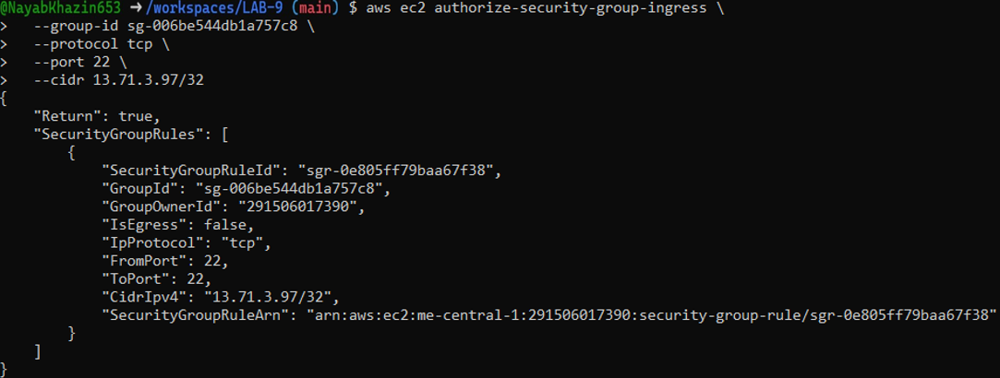 @NayabKhazin653 ➜ /workspaces/LAB-9 (main) $ aws ec2 authorize-security-group-ingress \
>   --group-id sg-006be544db1a757c8 \
>   --protocol tcp \
>   --port 22 \
>   --cidr 13.71.3.97/32
{
    "Return": true,
    "SecurityGroupRules": [
        {
            "SecurityGroupRuleId": "sgr-0e805ff79baa67f38",
            "GroupId": "sg-006be544db1a757c8",
            "GroupOwnerId": "291506017390",
            "IsEgress": false,
            "IpProtocol": "tcp",
            "FromPort": 22,
            "ToPort": 22,
            "CidrIpv4": "13.71.3.97/32",
            "SecurityGroupRuleArn": "arn:aws:ec2:me-central-1:291506017390:security-group-rule/sgr-0e805ff79baa67f38"
        }
    ]
}